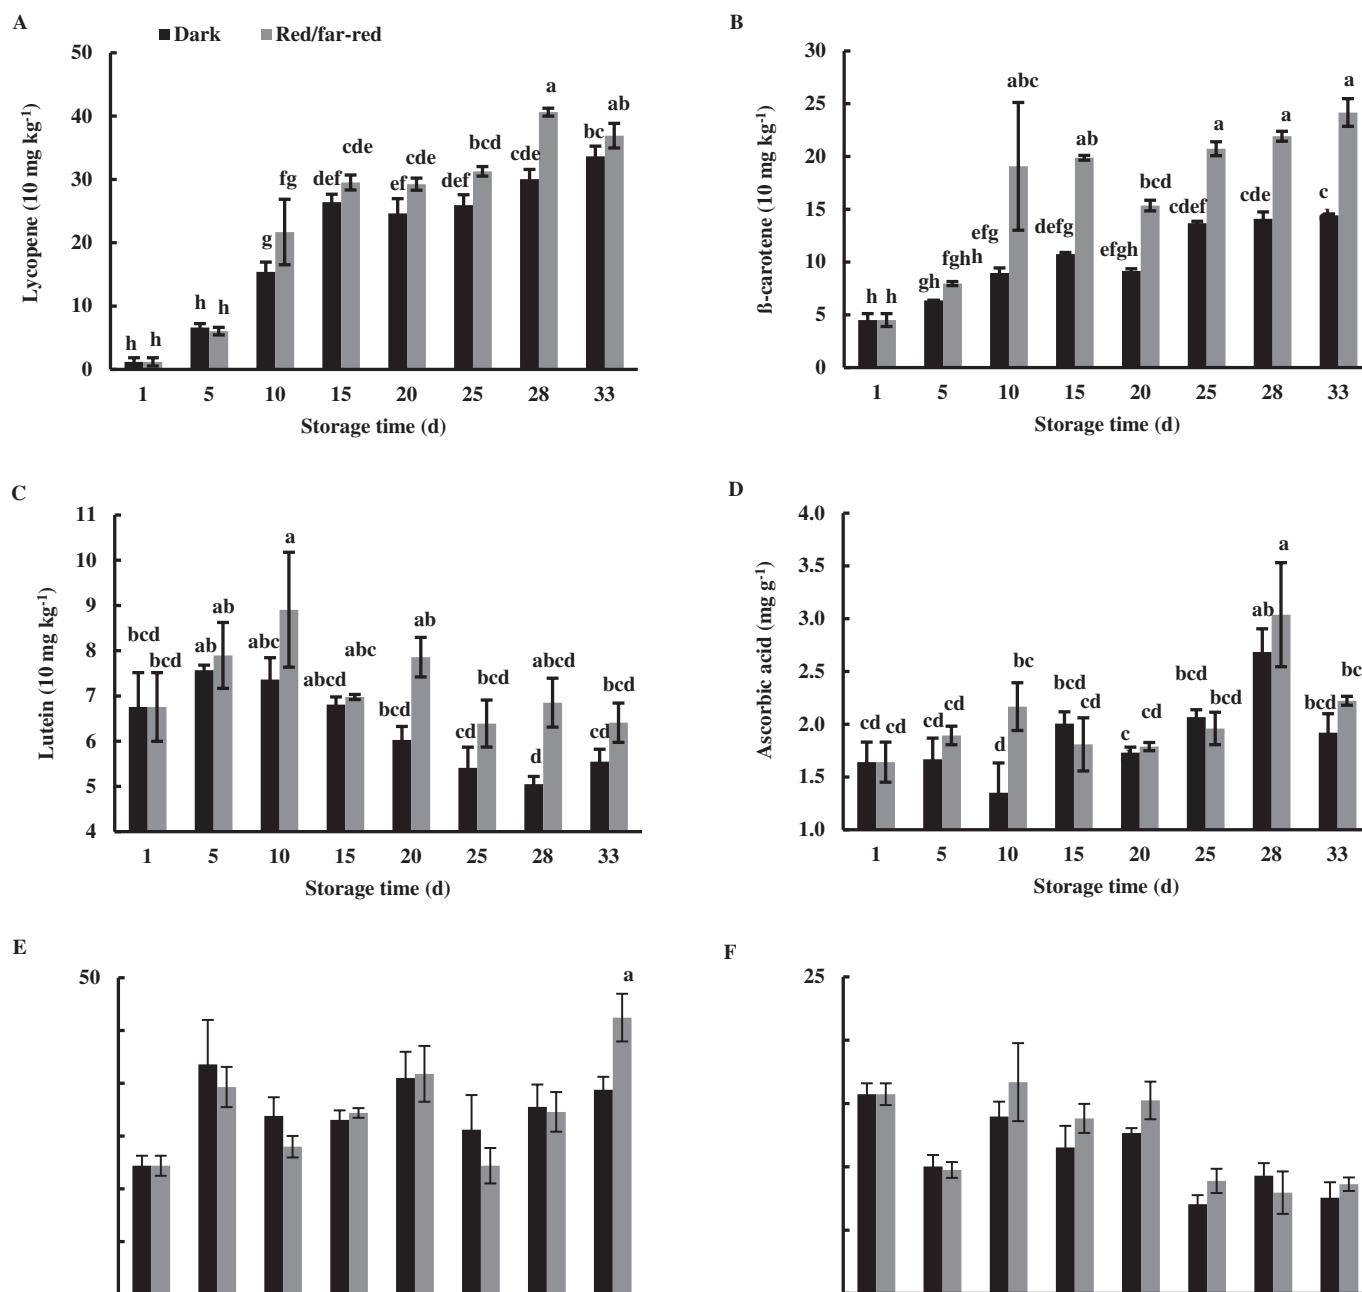 A
Dark Red/far-red
50
40
30
20
10
0
Lycopene (10 mg kg-1)
h h h h g fg def cde ef cde def bcd cde a bc ab
1 5 10 15 20 25 28 33
Storage time (d)
B
30
25
20
15
10
5
0
ß-carotene (10 mg kg-1)
h h gh fgh efg h abc defg ab efgh bcd cdef a cde a c a
1 5 10 15 20 25 28 33
Storage time (d)
C
11
10
9
8
7
6
5
4
Lutein (10 mg kg-1)
bcd bcd ab ab abc a abcd abc bcd ab cd bcd d abcd cd bcd
1 5 10 15 20 25 28 33
Storage time (d)
D
4.0
3.5
3.0
2.5
2.0
1.5
1.0
Ascorbic acid (mg g-1)
cd cd cd cd d bc bcd cd c cd bcd bcd ab a bcd bc
1 5 10 15 20 25 28 33
Storage time (d)
E
50
a
F
25